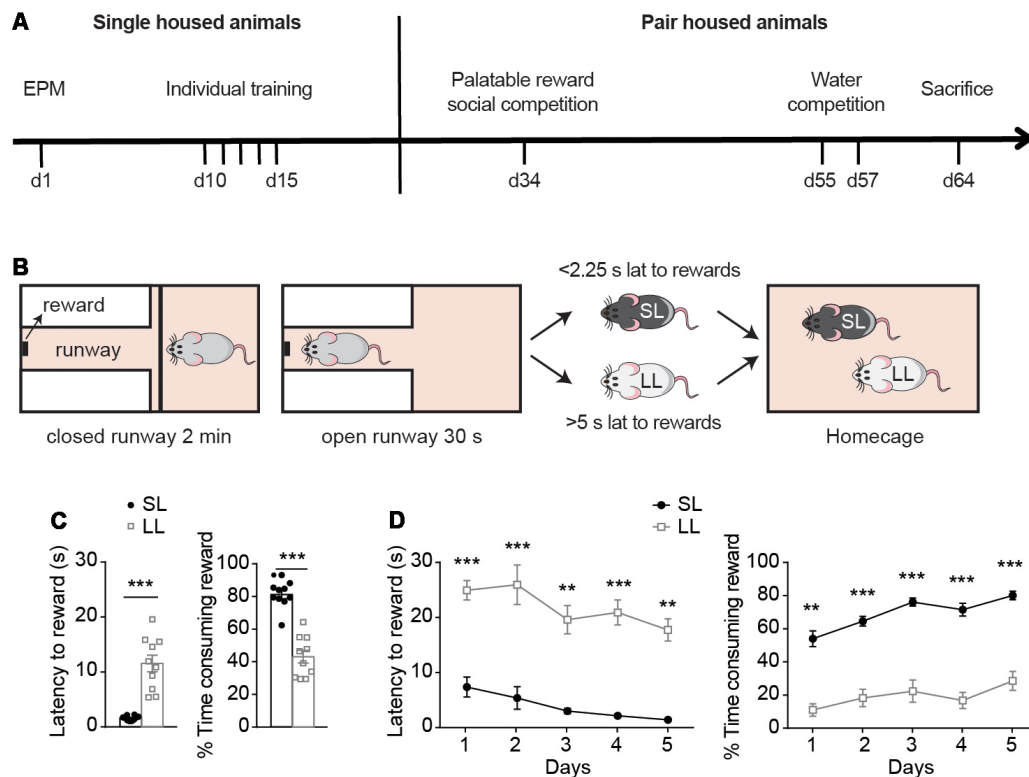 A
Single housed animals
Pair housed animals
EPM
Individual training
Palatable reward
social competition
Water
competition
Sacrifice
d1
d10
d15
d34
d55
d57
d64
B
reward
runway
closed runway 2 min
open runway 30 s
<2.25 s lat to rewards
SL
LL
>5 s lat to rewards
SL
LL
Homecage
C
SL
LL
Latency to reward (s)
30
20
10
0
***
% Time consuming reward
100
80
60
40
20
0
***
D
SL
LL
Latency to reward (s)
30
20
10
0
*** *** ** *** **
1 2 3 4 5
Days
% Time consuming reward
100
80
60
40
20
0
** *** *** *** ***
1 2 3 4 5
Days